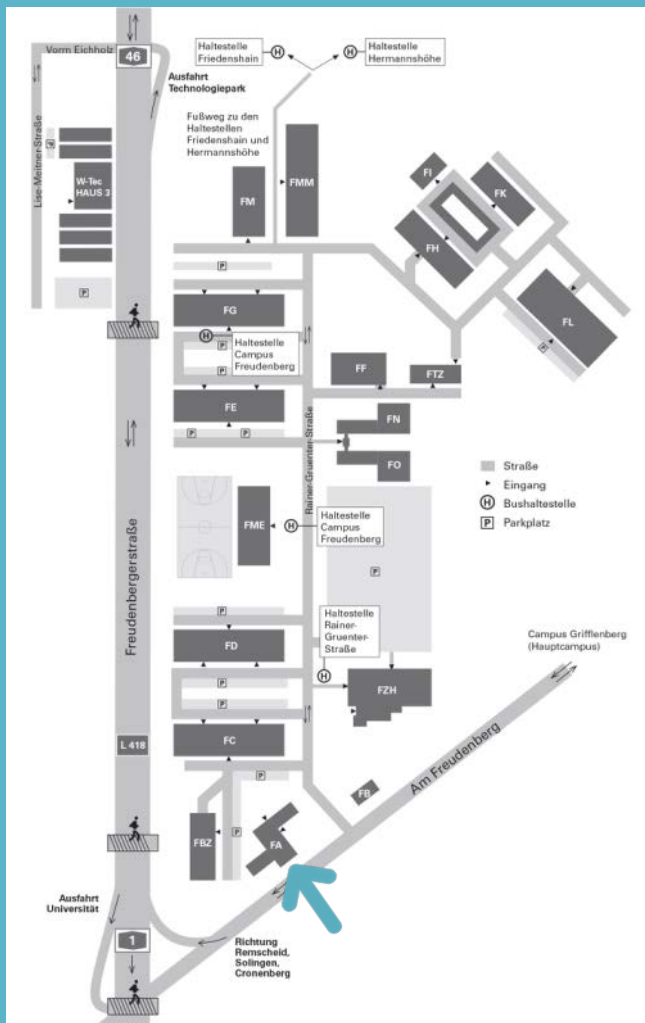 Vorm Eichholz
46
Ausfahrt
Technologiepark
Haltestelle
Friedenshain
H
H
Haltestelle
Hermannshöhe
Fußweg zu den
Haltestellen
Friedenshain und
Hermannshöhe
Lise-Meitner-Straße
P
W-Tec
HAUS 3
P
FM
FMM
FI
FK
FH
FL
P
P
FG
H
Haltestelle
Campus
Freudenberg
P
P
FE
P
P
FF
FTZ
Rainer-Gruenter-Straße
FN
FO
Straße
Eingang
H
Bushaltestelle
P
Parkplatz
Freudenbergerstraße
FME
H
Haltestelle
Campus
Freudenberg
P
P
Haltestelle
Rainer-
Gruenter-
Straße
H
FD
P
P
FC
FZH
Campus Grifflenberg
(Hauptcampus)
Am Freudenberg
L 418
P
FB
FBZ
P
FA
Ausfahrt
Universität
1
Richtung
Remscheid,
Solingen,
Cronenberg